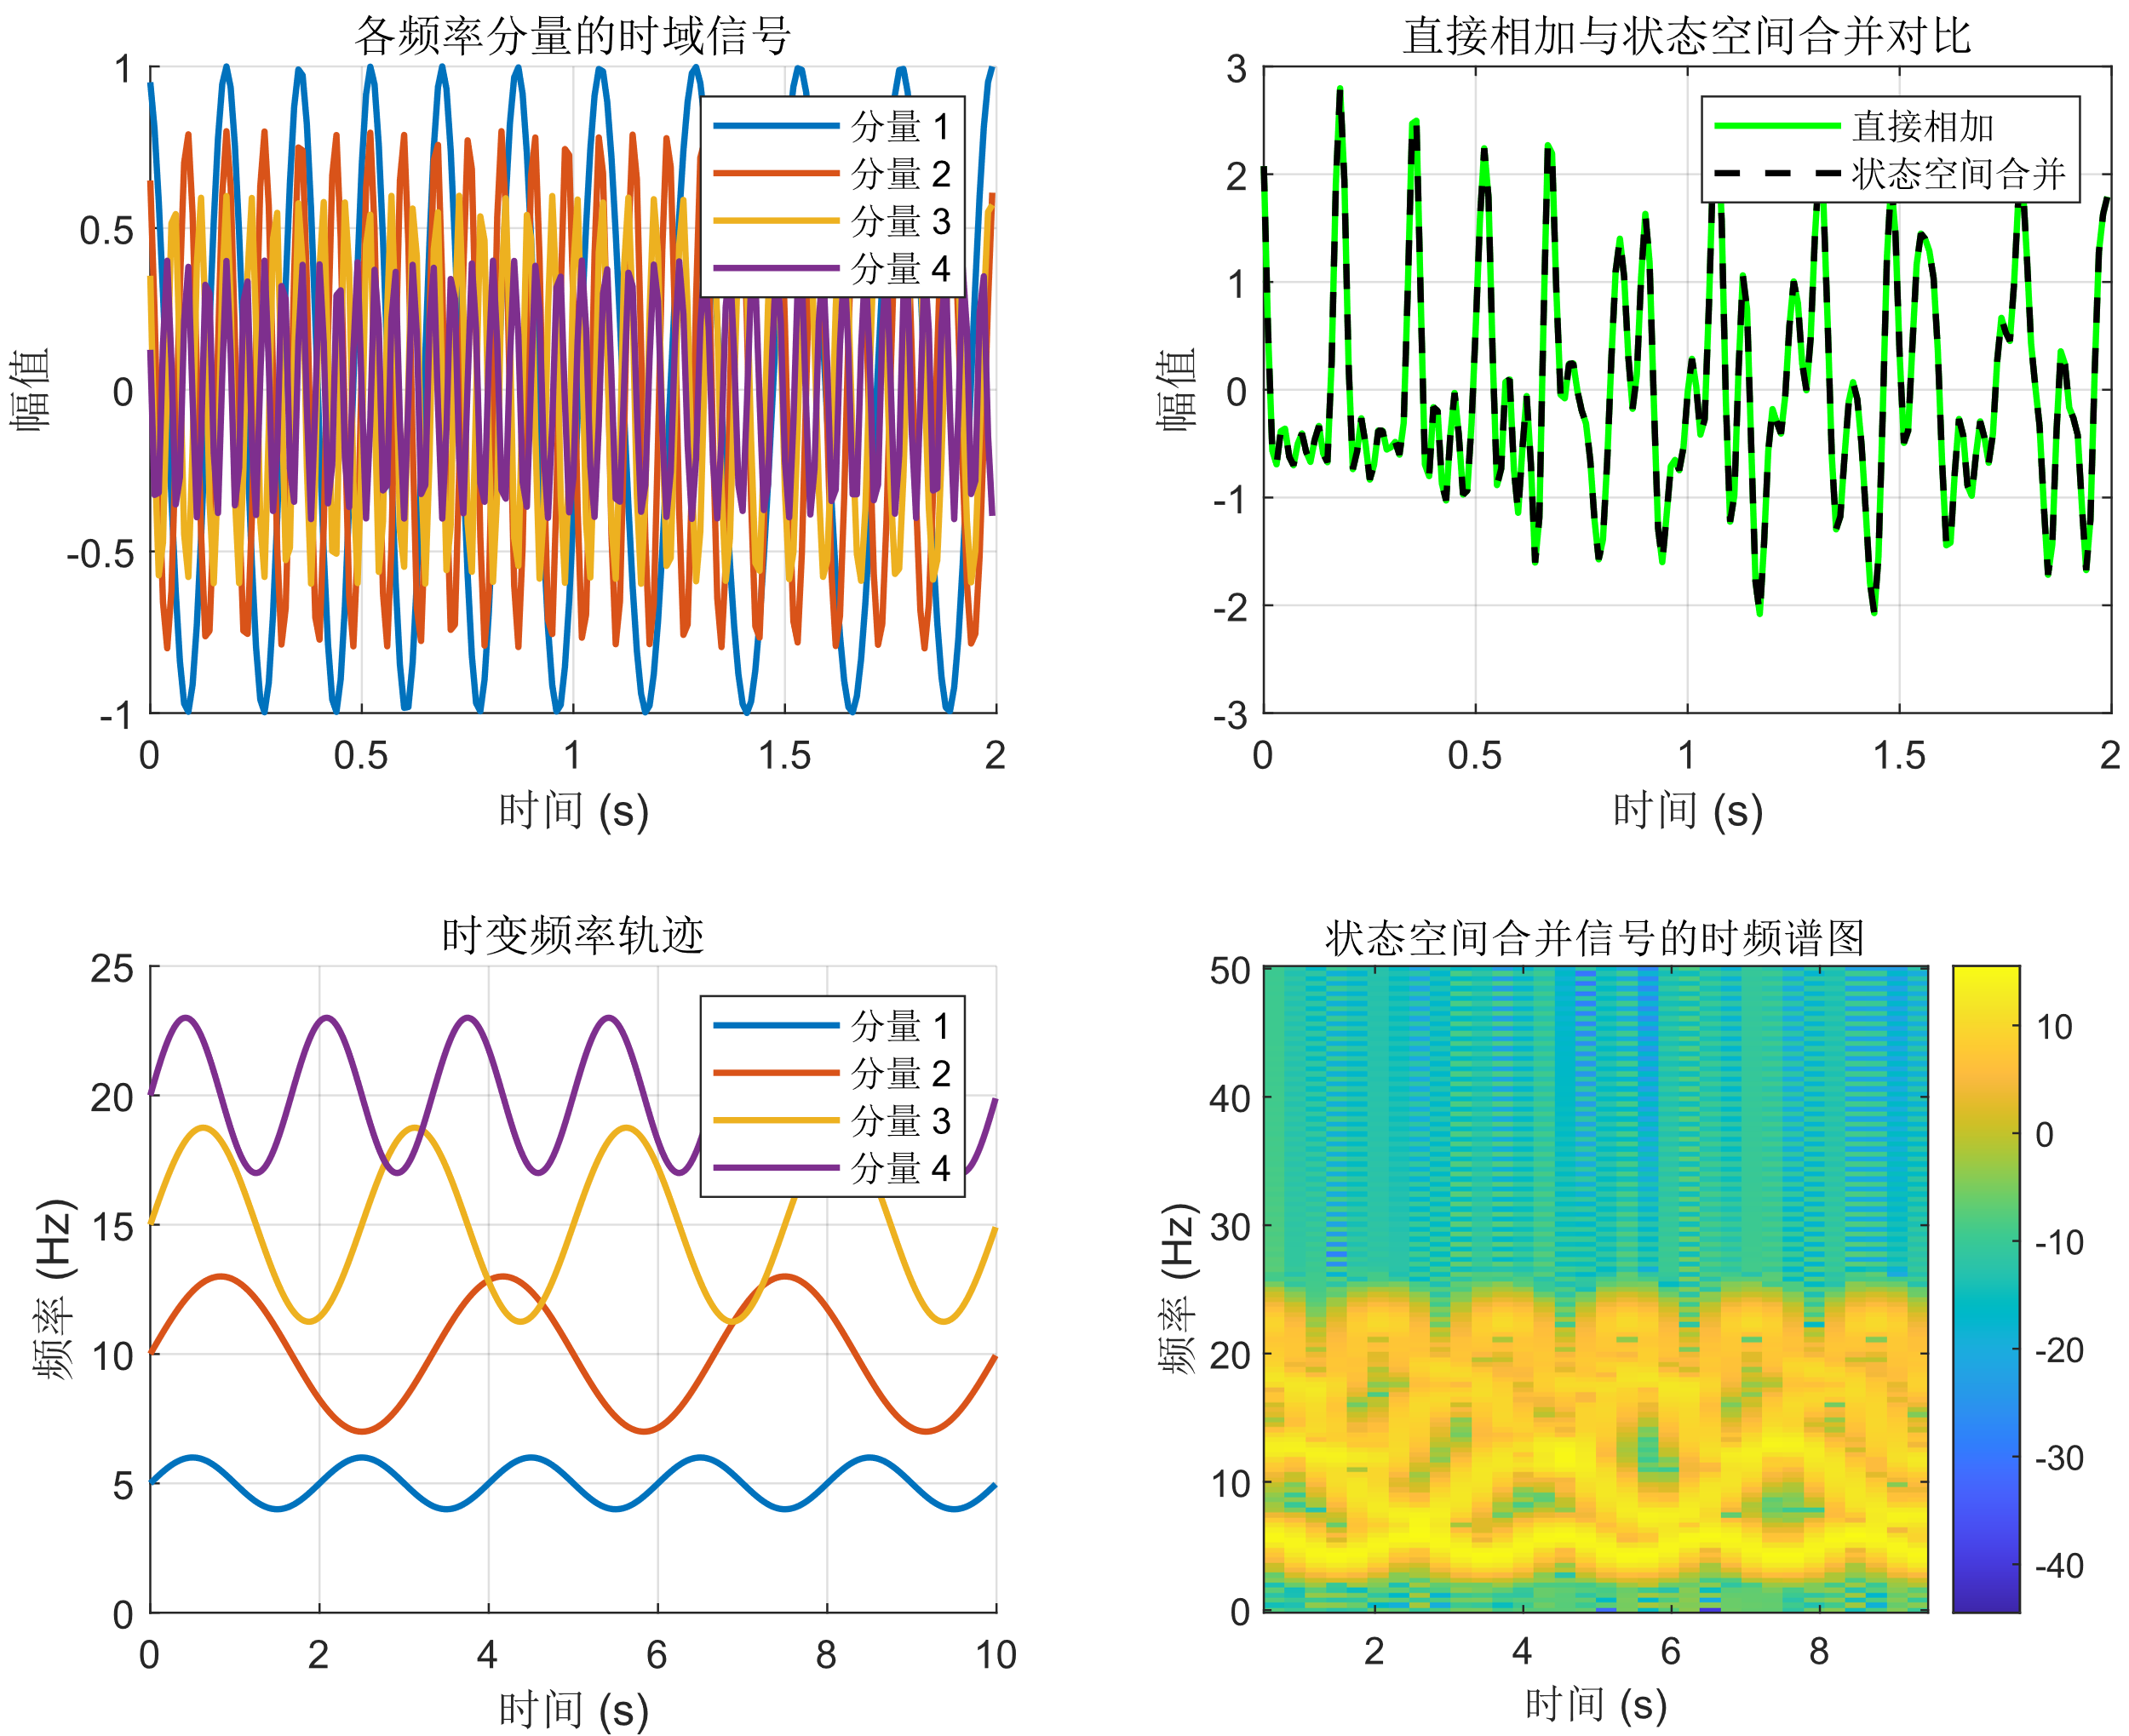 各频率分量的时域信号
1
0.5
0
-0.5
-1
幅值
分量 1
分量 2
分量 3
分量 4
0 0.5 1 1.5 2
时间 (s)
直接相加与状态空间合并对比
3
2
1
0
-1
-2
-3
幅值
直接相加
状态空间合并
0 0.5 1 1.5 2
时间 (s)
时变频率轨迹
25
20
15
10
5
0
频率 (Hz)
分量 1
分量 2
分量 3
分量 4
0 2 4 6 8 10
时间 (s)
状态空间合并信号的时频谱图
50
40
30
20
10
0
频率 (Hz)
2 4 6 8
时间 (s)
10
0
-10
-20
-30
-40